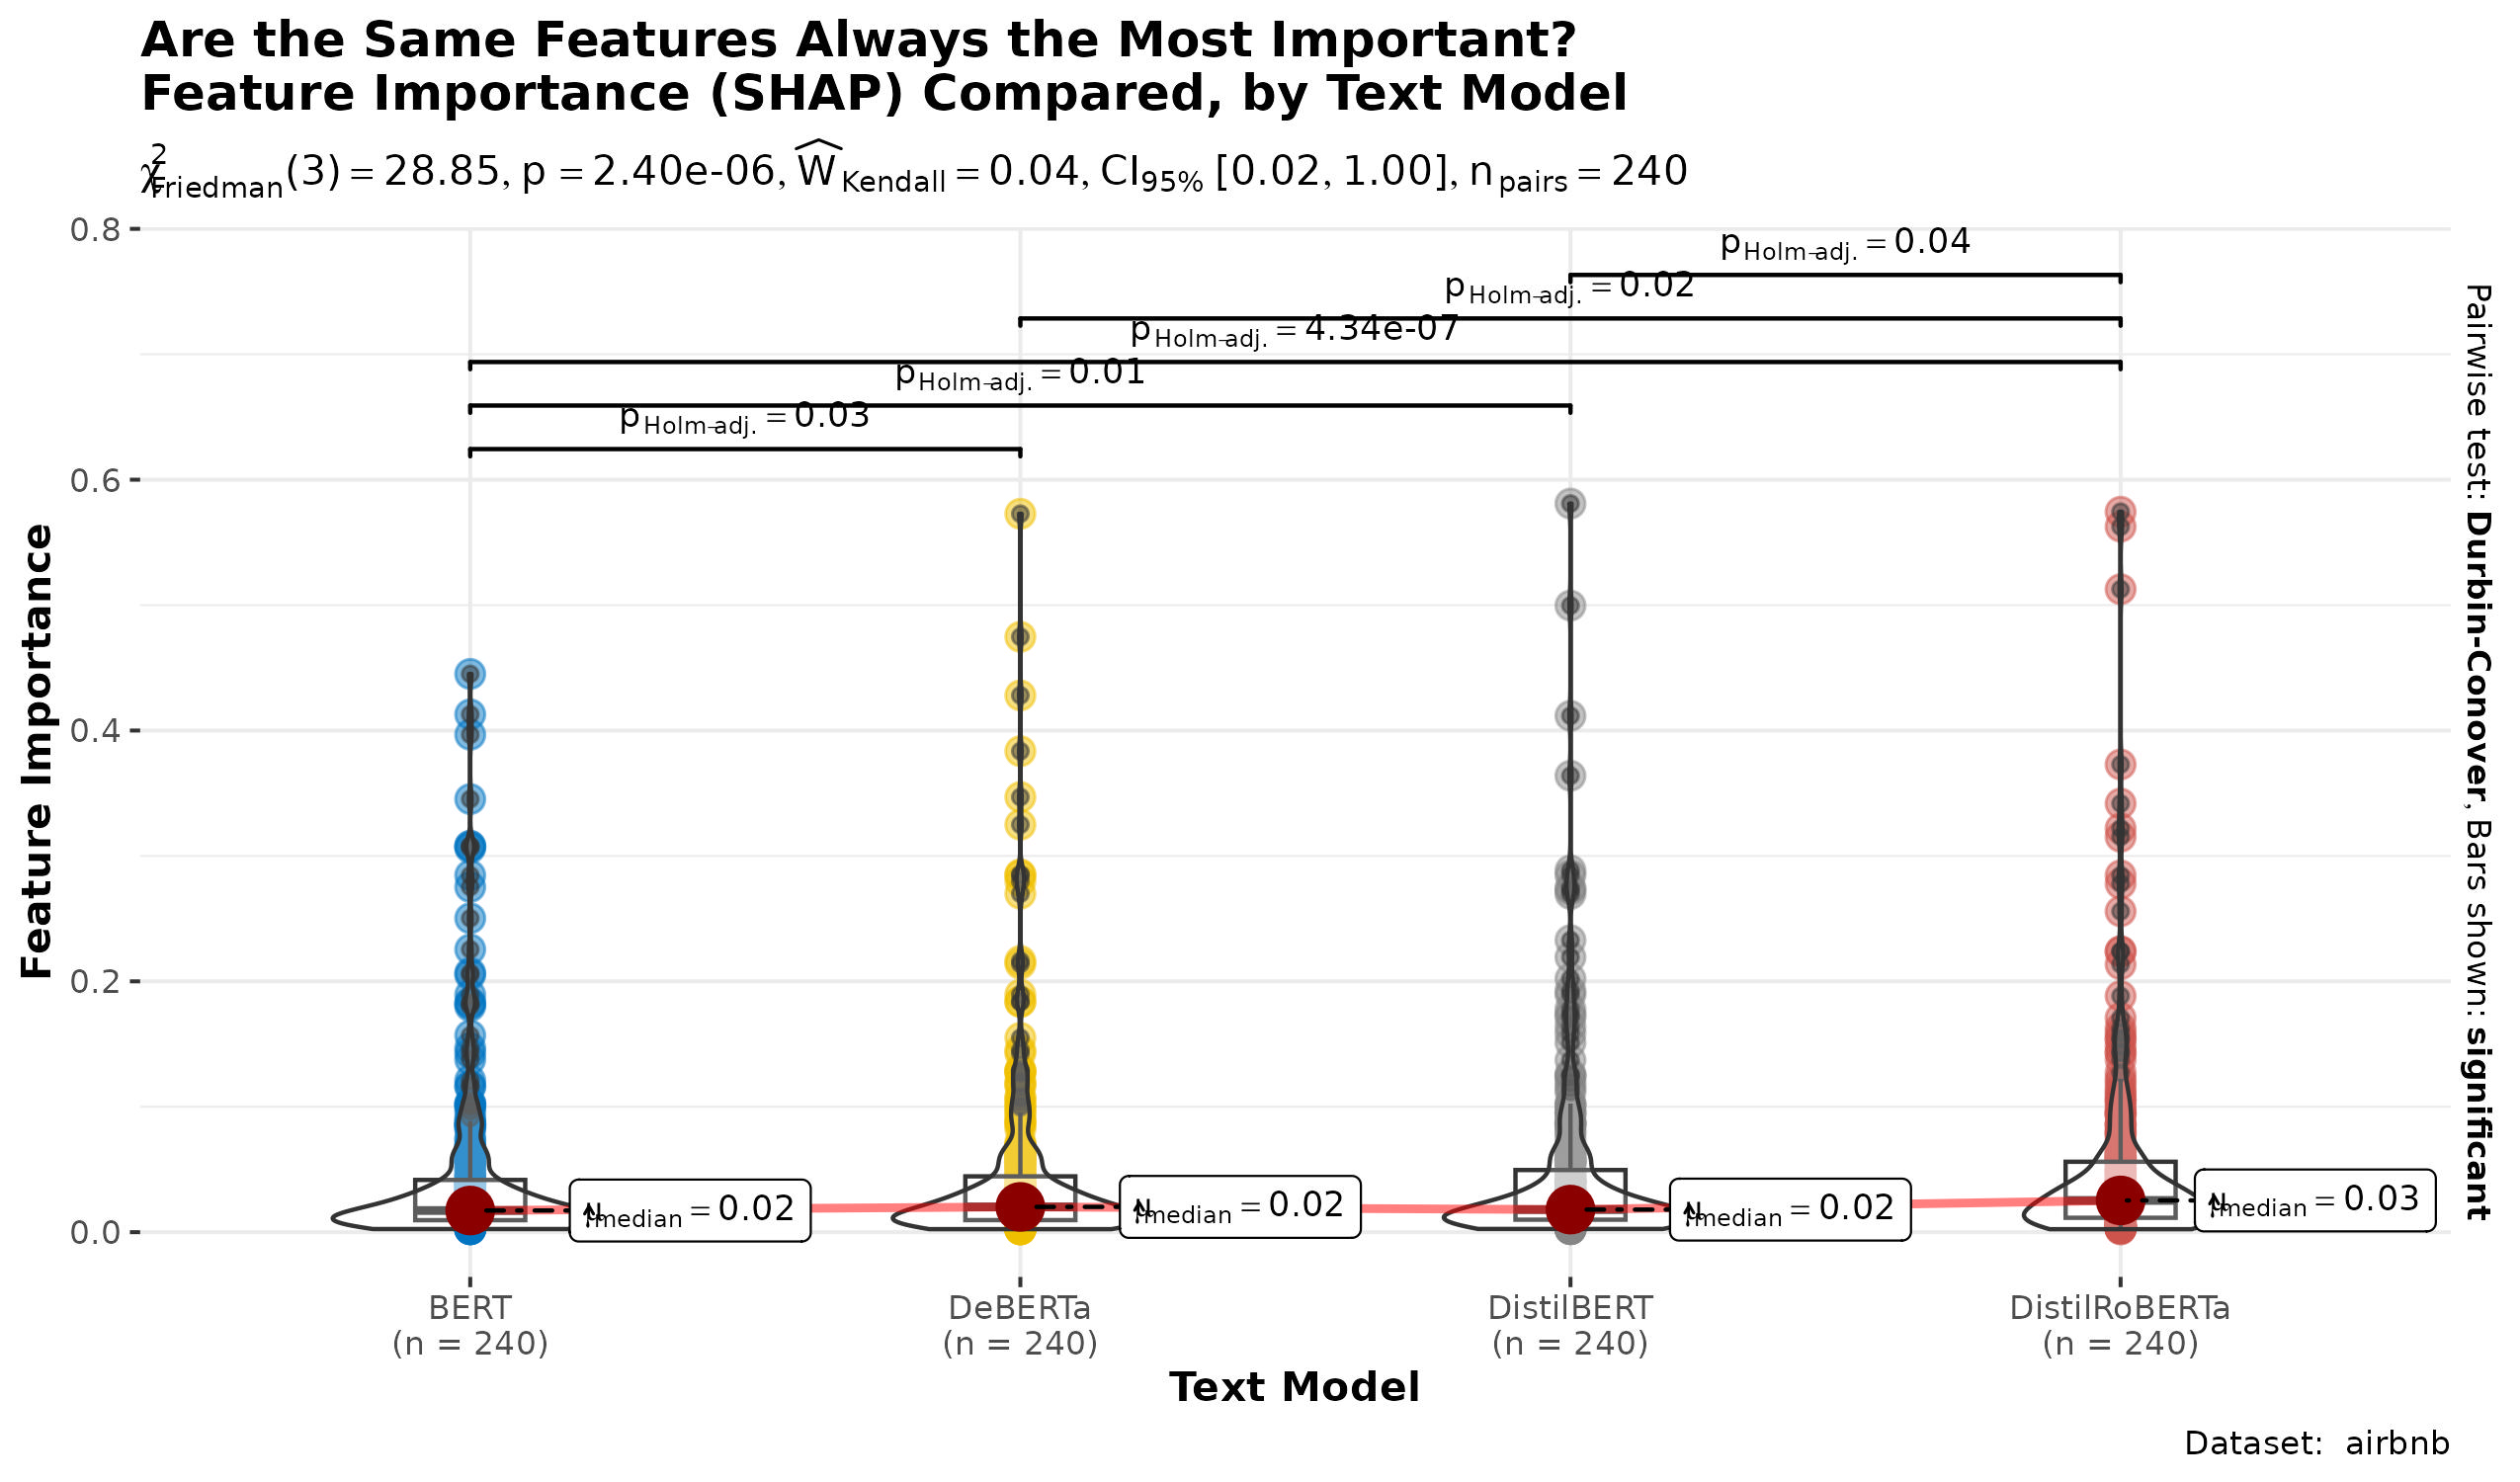 Are the Same Features Always the Most Important?
Feature Importance (SHAP) Compared, by Text Model
χ²Friedman(3) = 28.85, p = 2.40e-06, ŴKendall = 0.04, CI95% [0.02, 1.00], npairs = 240
0.8
0.6
0.4
0.2
0.0
Feature Importance
pHolm-adj. = 0.04
pHolm-adj. = 0.02
pHolm-adj. = 4.34e-07
pHolm-adj. = 0.01
pHolm-adj. = 0.03
μ̂median = 0.02
μ̂median = 0.02
μ̂median = 0.02
μ̂median = 0.03
Pairwise test: Durbin-Conover, Bars shown: significant
BERT
(n = 240)
DeBERTa
(n = 240)
DistilBERT
(n = 240)
DistilRoBERTa
(n = 240)
Text Model
Dataset: airbnb